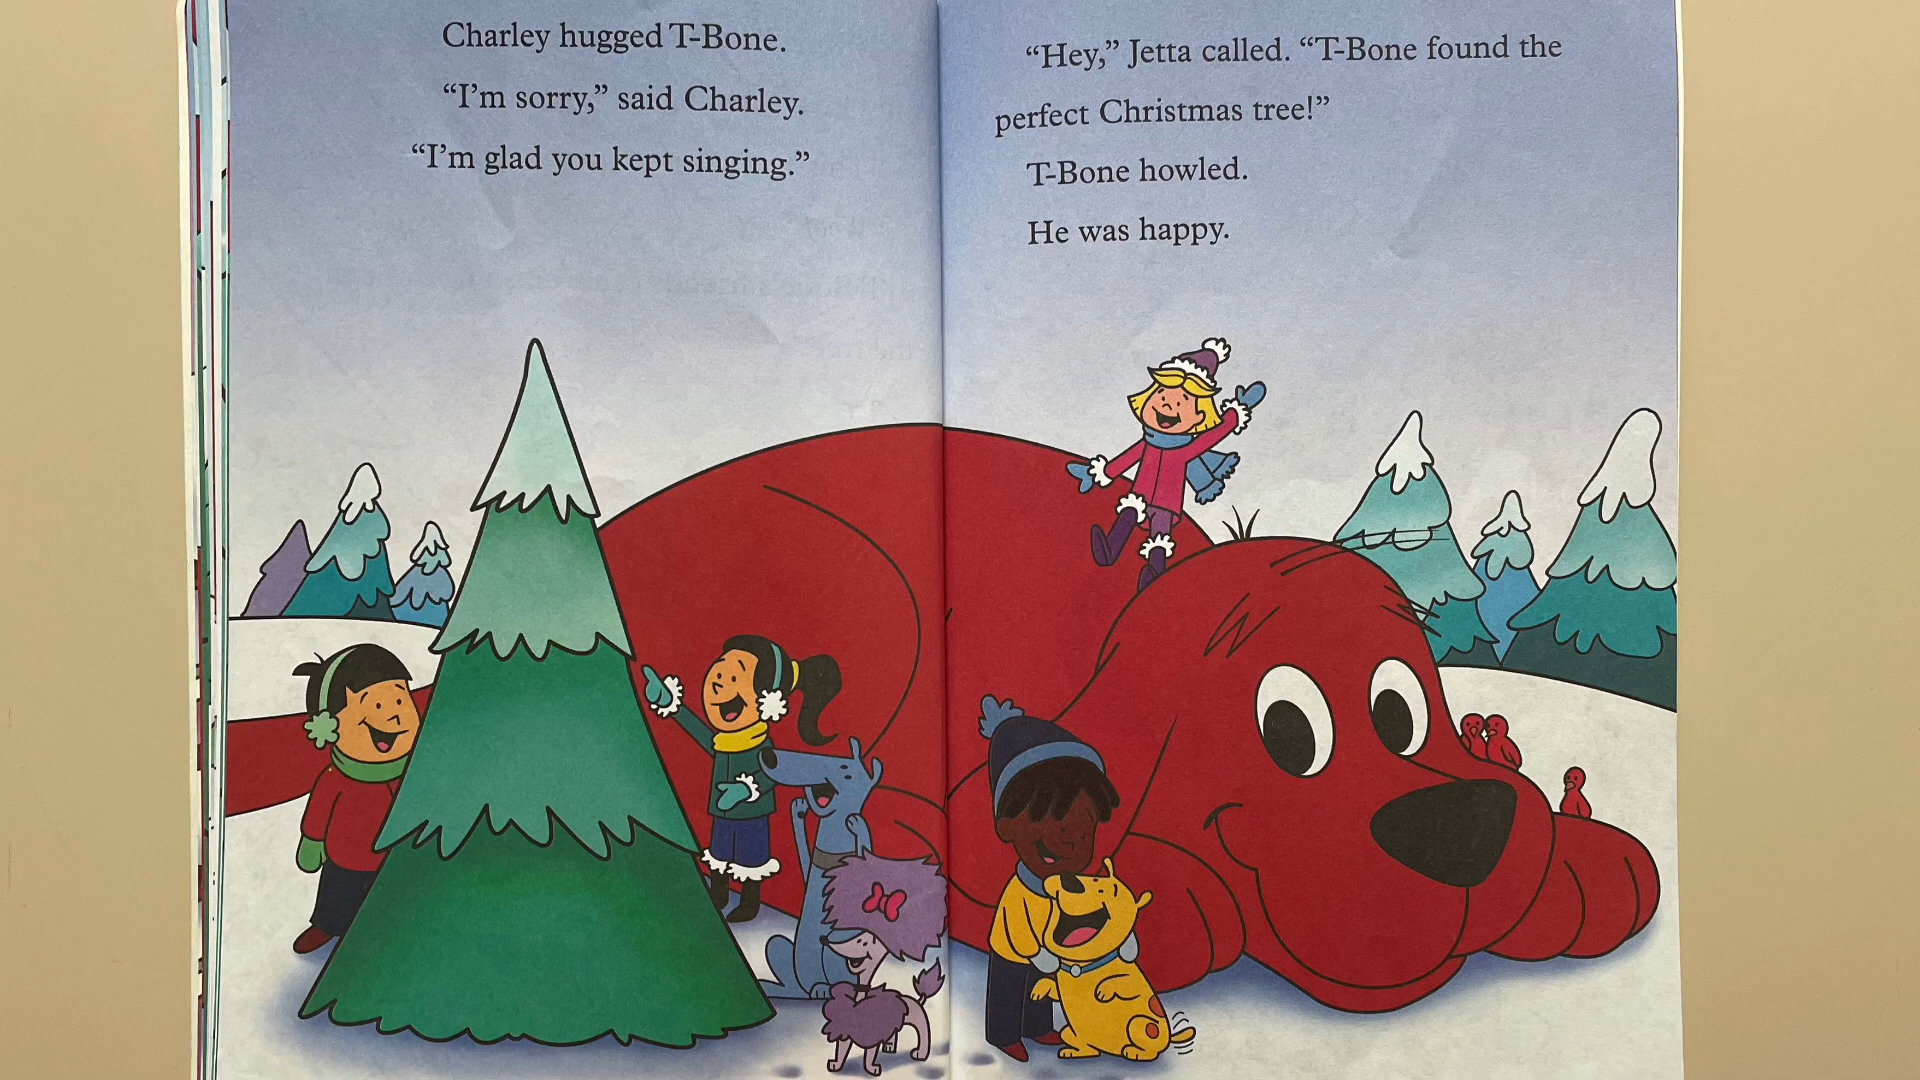 Charley hugged T-Bone.
“I’m sorry,” said Charley.
“I’m glad you kept singing.”
“Hey,” Jetta called. “T-Bone found the
perfect Christmas tree!”
T-Bone howled.
He was happy.